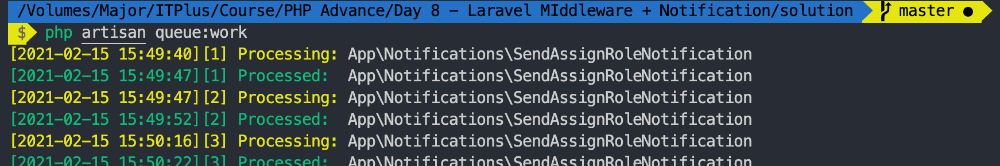 /Volumes/Major/ITPlus/Course/PHP Advance/Day 8 – Laravel MIddleware + Notification/solution master ●
$ php artisan queue:work
[2021-02-15 15:49:40][1] Processing: App\Notifications\SendAssignRoleNotification
[2021-02-15 15:49:47][1] Processed: App\Notifications\SendAssignRoleNotification
[2021-02-15 15:49:47][2] Processing: App\Notifications\SendAssignRoleNotification
[2021-02-15 15:49:52][2] Processed: App\Notifications\SendAssignRoleNotification
[2021-02-15 15:50:16][3] Processing: App\Notifications\SendAssignRoleNotification
[2021-02-15 15:50:22][3] Processed: App\Notifications\SendAssignRoleNotification